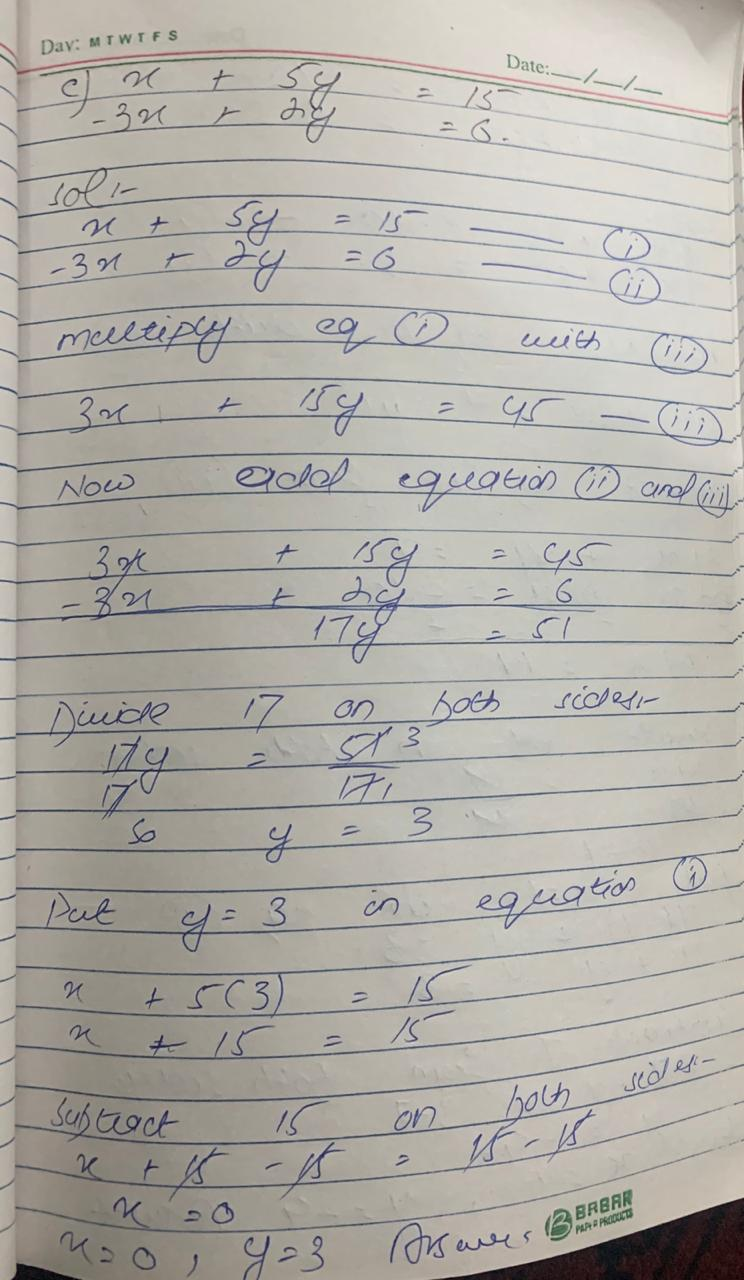 Day: M T W T F S
Date:__/__/__
c) x + 5y = 15
-3x + 2y = 6.
Sol:-
x + 5y = 15 —— (i)
-3x + 2y = 6 —— (ii)
multiply eq (i) with (iii)
3x + 15y = 45 — (iii)
Now add equation (ii) and (iii)
3x + 15y = 45
-3x + 2y = 6
17y = 51
Divide 17 on both sides:-
17y = 51 3
17 17 1
so y = 3
Put y = 3 in equation (i)
x + 5(3) = 15
x + 15 = 15
Subtract 15 on both sides:-
x + 15 - 15 = 15 - 15
x = 0
x = 0 , y = 3 Answer.
BABAR
PAPER PRODUCTS